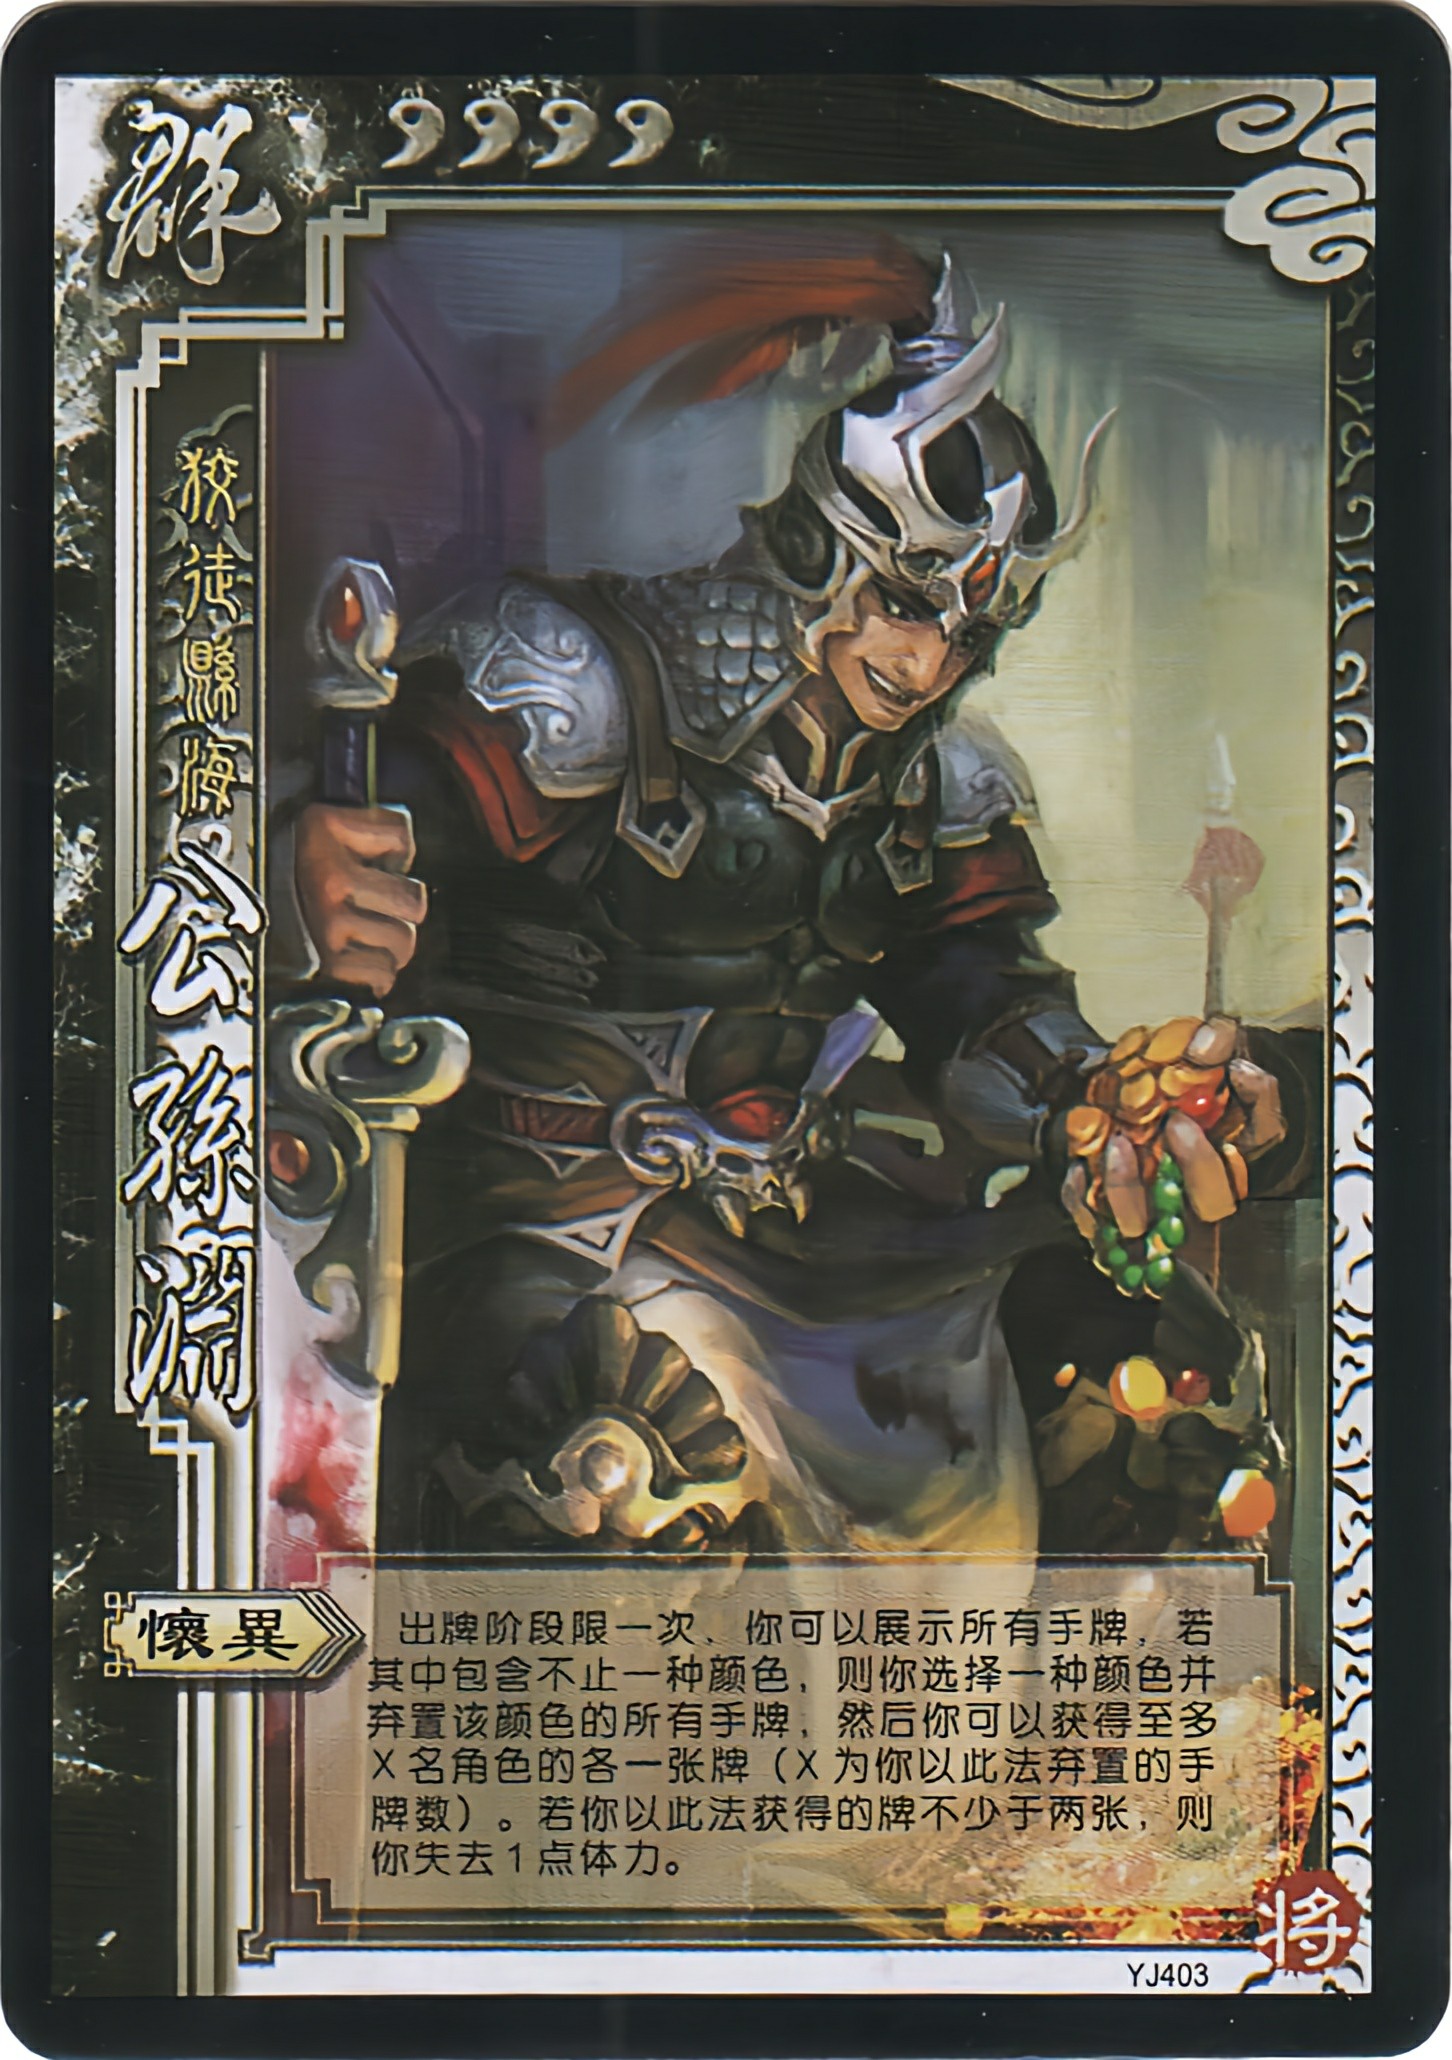 群
狡徒縣海
公孫淵
懷異
出牌阶段限一次，你可以展示所有手牌，若
其中包含不止一种颜色，则你选择一种颜色并
弃置该颜色的所有手牌，然后你可以获得至多
X名角色的各一张牌（X为你以此法弃置的手
牌数）。若你以此法获得的牌不少于两张，则
你失去1点体力。
将
YJ403